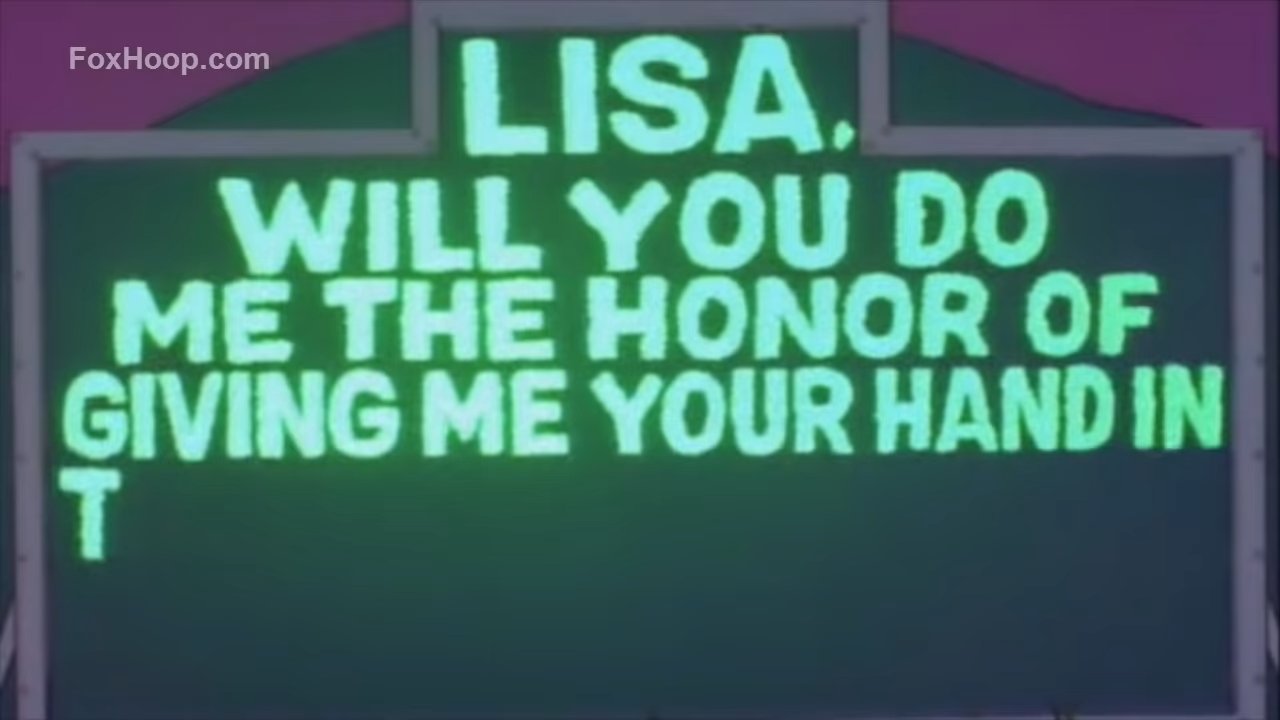 FoxHoop.com
LISA,
WILL YOU DO
ME THE HONOR OF
GIVING ME YOUR HAND IN
T